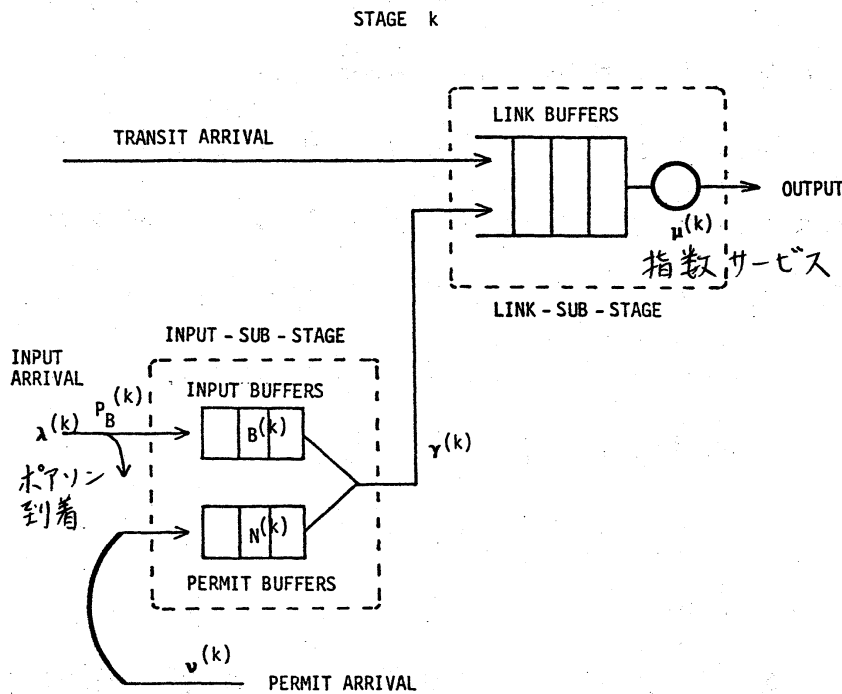 STAGE k
LINK BUFFERS
TRANSIT ARRIVAL
OUTPUT
μ(k)
指数サービス
LINK-SUB-STAGE
INPUT-SUB-STAGE
INPUT
ARRIVAL
INPUT BUFFERS
P_B(k)
λ(k)
B(k)
γ(k)
ポアソン
到着
N(k)
PERMIT BUFFERS
ν(k)
PERMIT ARRIVAL